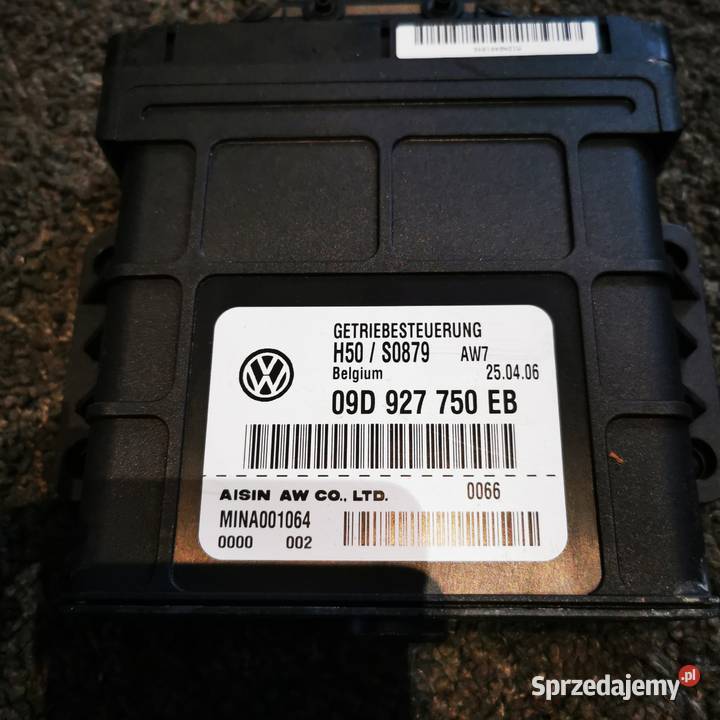 GETRIEBESTEUERUNG
H50 / S0879 AW7
Belgium 25.04.06
09D 927 750 EB
AISIN AW CO., LTD. 0066
MINA001064
0000 002
Sprzedajemy.pl